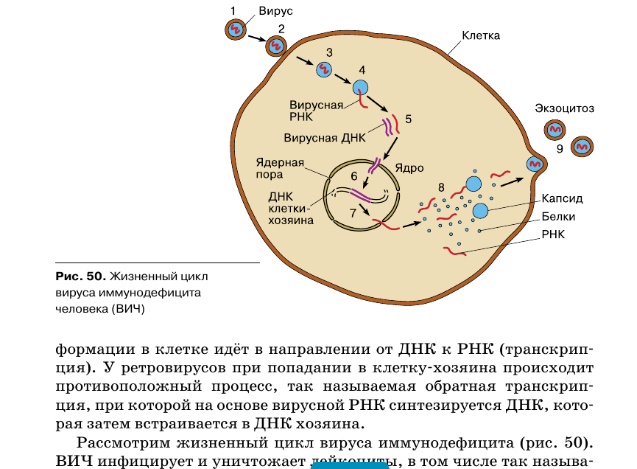 1
Вирус
2
Клетка
3
4
Вирусная
РНК
5
Экзоцитоз
Вирусная ДНК
9
Ядерная
пора
Ядро
6
8
ДНК
клетки-
хозяина
7
Капсид
Белки
РНК
Рис. 50. Жизненный цикл
вируса иммунодефицита
человека (ВИЧ)
формации в клетке идёт в направлении от ДНК к РНК (транскрип-
ция). У ретровирусов при попадании в клетку-хозяина происходит
противоположный процесс, так называемая обратная транскрип-
ция, при которой на основе вирусной РНК синтезируется ДНК, кото-
рая затем встраивается в ДНК хозяина.
Рассмотрим жизненный цикл вируса иммунодефицита (рис. 50).
ВИЧ инфицирует и уничтожает лейкоциты, в том числе так называ-